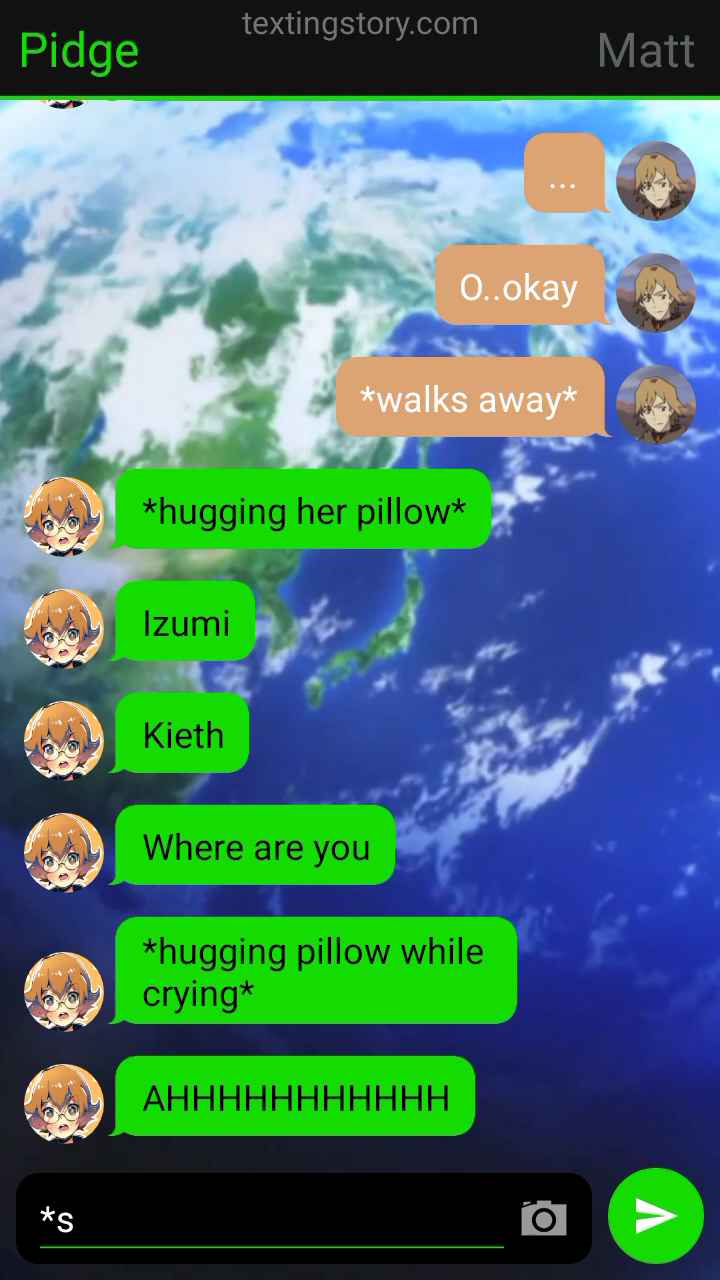 textingstory.com
Pidge
Matt
...
O..okay
*walks away*
*hugging her pillow*
Izumi
Kieth
Where are you
*hugging pillow while
crying*
AHHHHHHHHHHH
*s